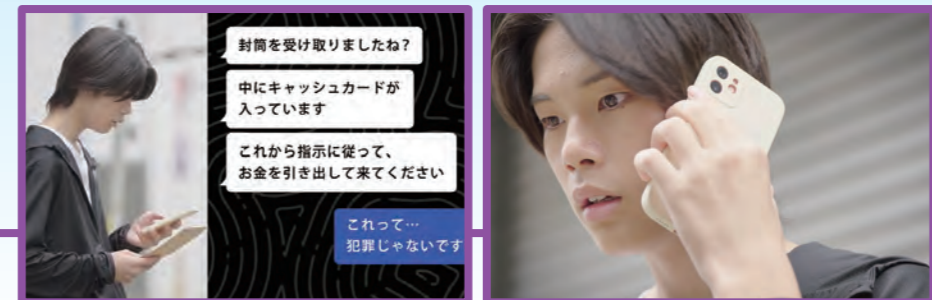 封筒を受け取りましたね？
中にキャッシュカードが
入っています
これから指示に従って、
お金を引き出して来てください
これって…
犯罪じゃないです